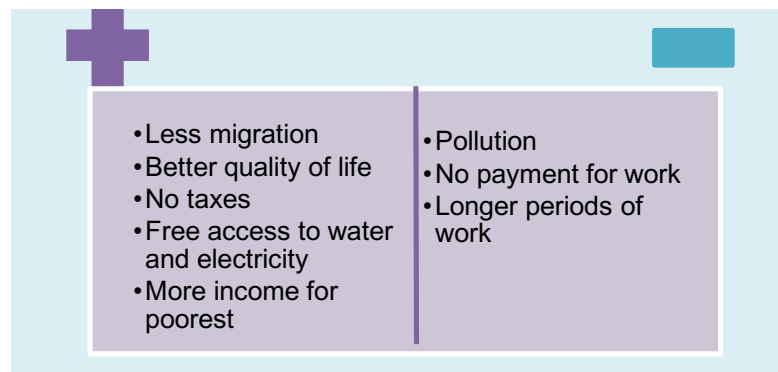 •Less migration
•Better quality of life
•No taxes
•Free access to water
and electricity
•More income for
poorest
•Pollution
•No payment for work
•Longer periods of
work